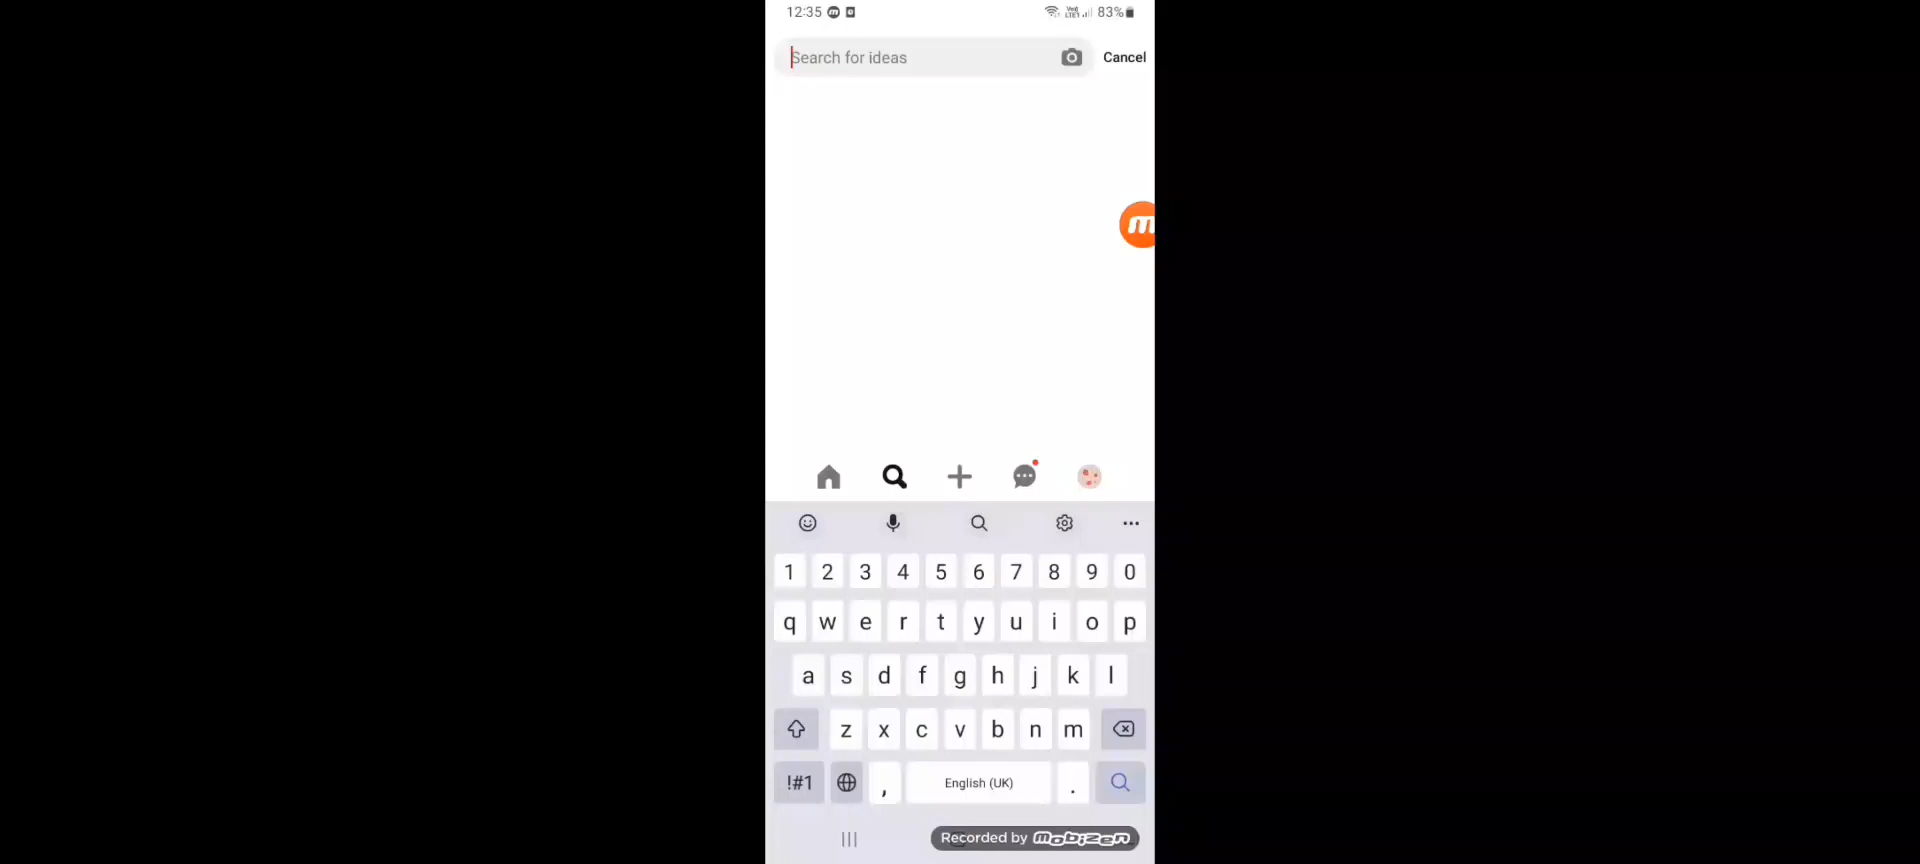 12:35 83%
Search for ideas Cancel
1 2 3 4 5 6 7 8 9 0
q w e r t y u i o p
a s d f g h j k l
z x c v b n m
!#1 , English (UK) .
Recorded by mobizen